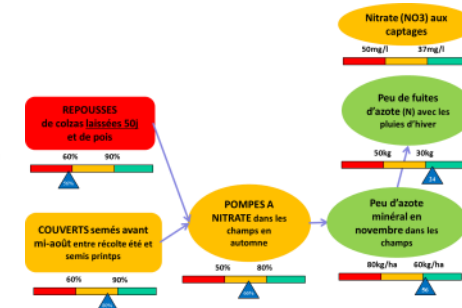 Nitrate (NO3) aux
captages
50mg/l 37mg/l
REPOUSSES
de colzas laissées 50j
et de pois
60% 90%
Peu de fuites
d'azote (N) avec les
pluies d'hiver
50kg 30kg
24
COUVERTS semés avant
mi-août entre récolte été et
semis printps
60% 90%
80%
POMPES A
NITRATE dans les
champs en
automne
50% 80%
Peu d'azote
minéral en
novembre dans les
champs
80kg/ha 60kg/ha
56